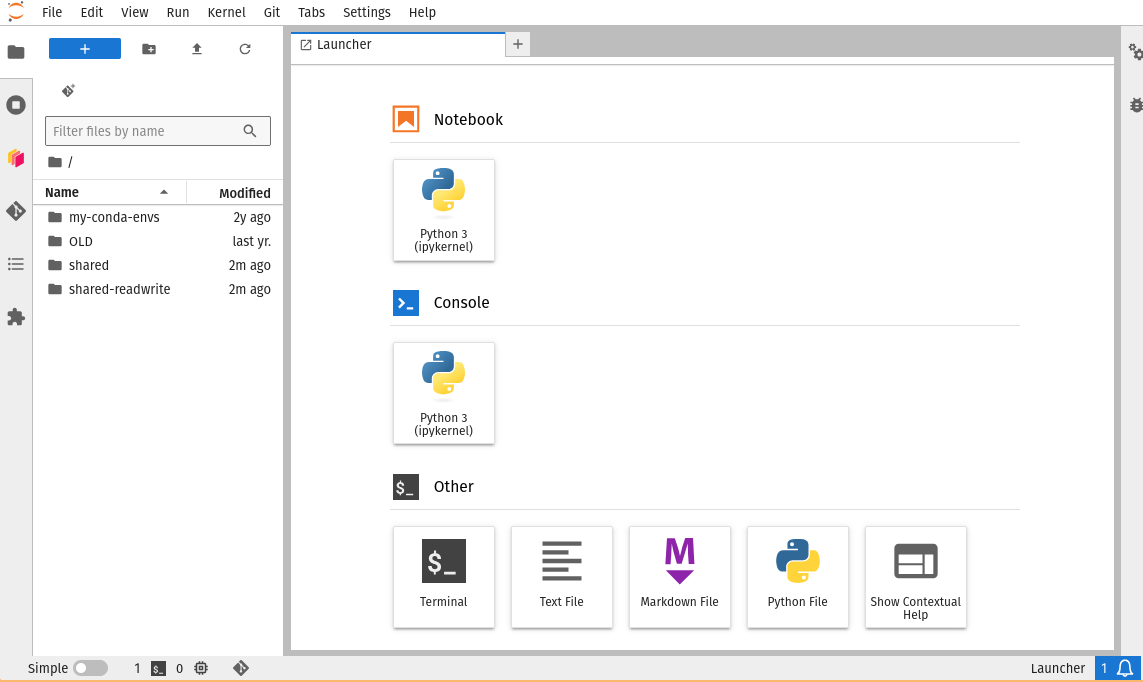 File Edit View Run Kernel Git Tabs Settings Help
+
Launcher
+
Filter files by name
/
Name Modified
my-conda-envs 2y ago
OLD last yr.
shared 2m ago
shared-readwrite 2m ago
Notebook
Python 3
(ipykernel)
>_ Console
Python 3
(ipykernel)
$_ Other
$_
Terminal
Text File
M
Markdown File
Python File
Show Contextual
Help
Simple 1 $_ 0
Launcher 1